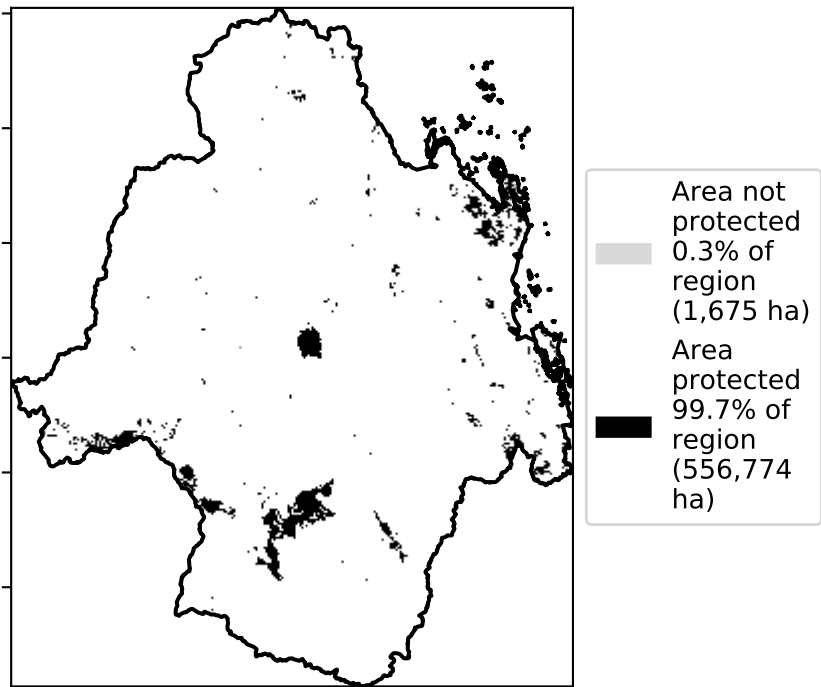 Area not
protected
0.3% of
region
(1,675 ha)
Area
protected
99.7% of
region
(556,774
ha)